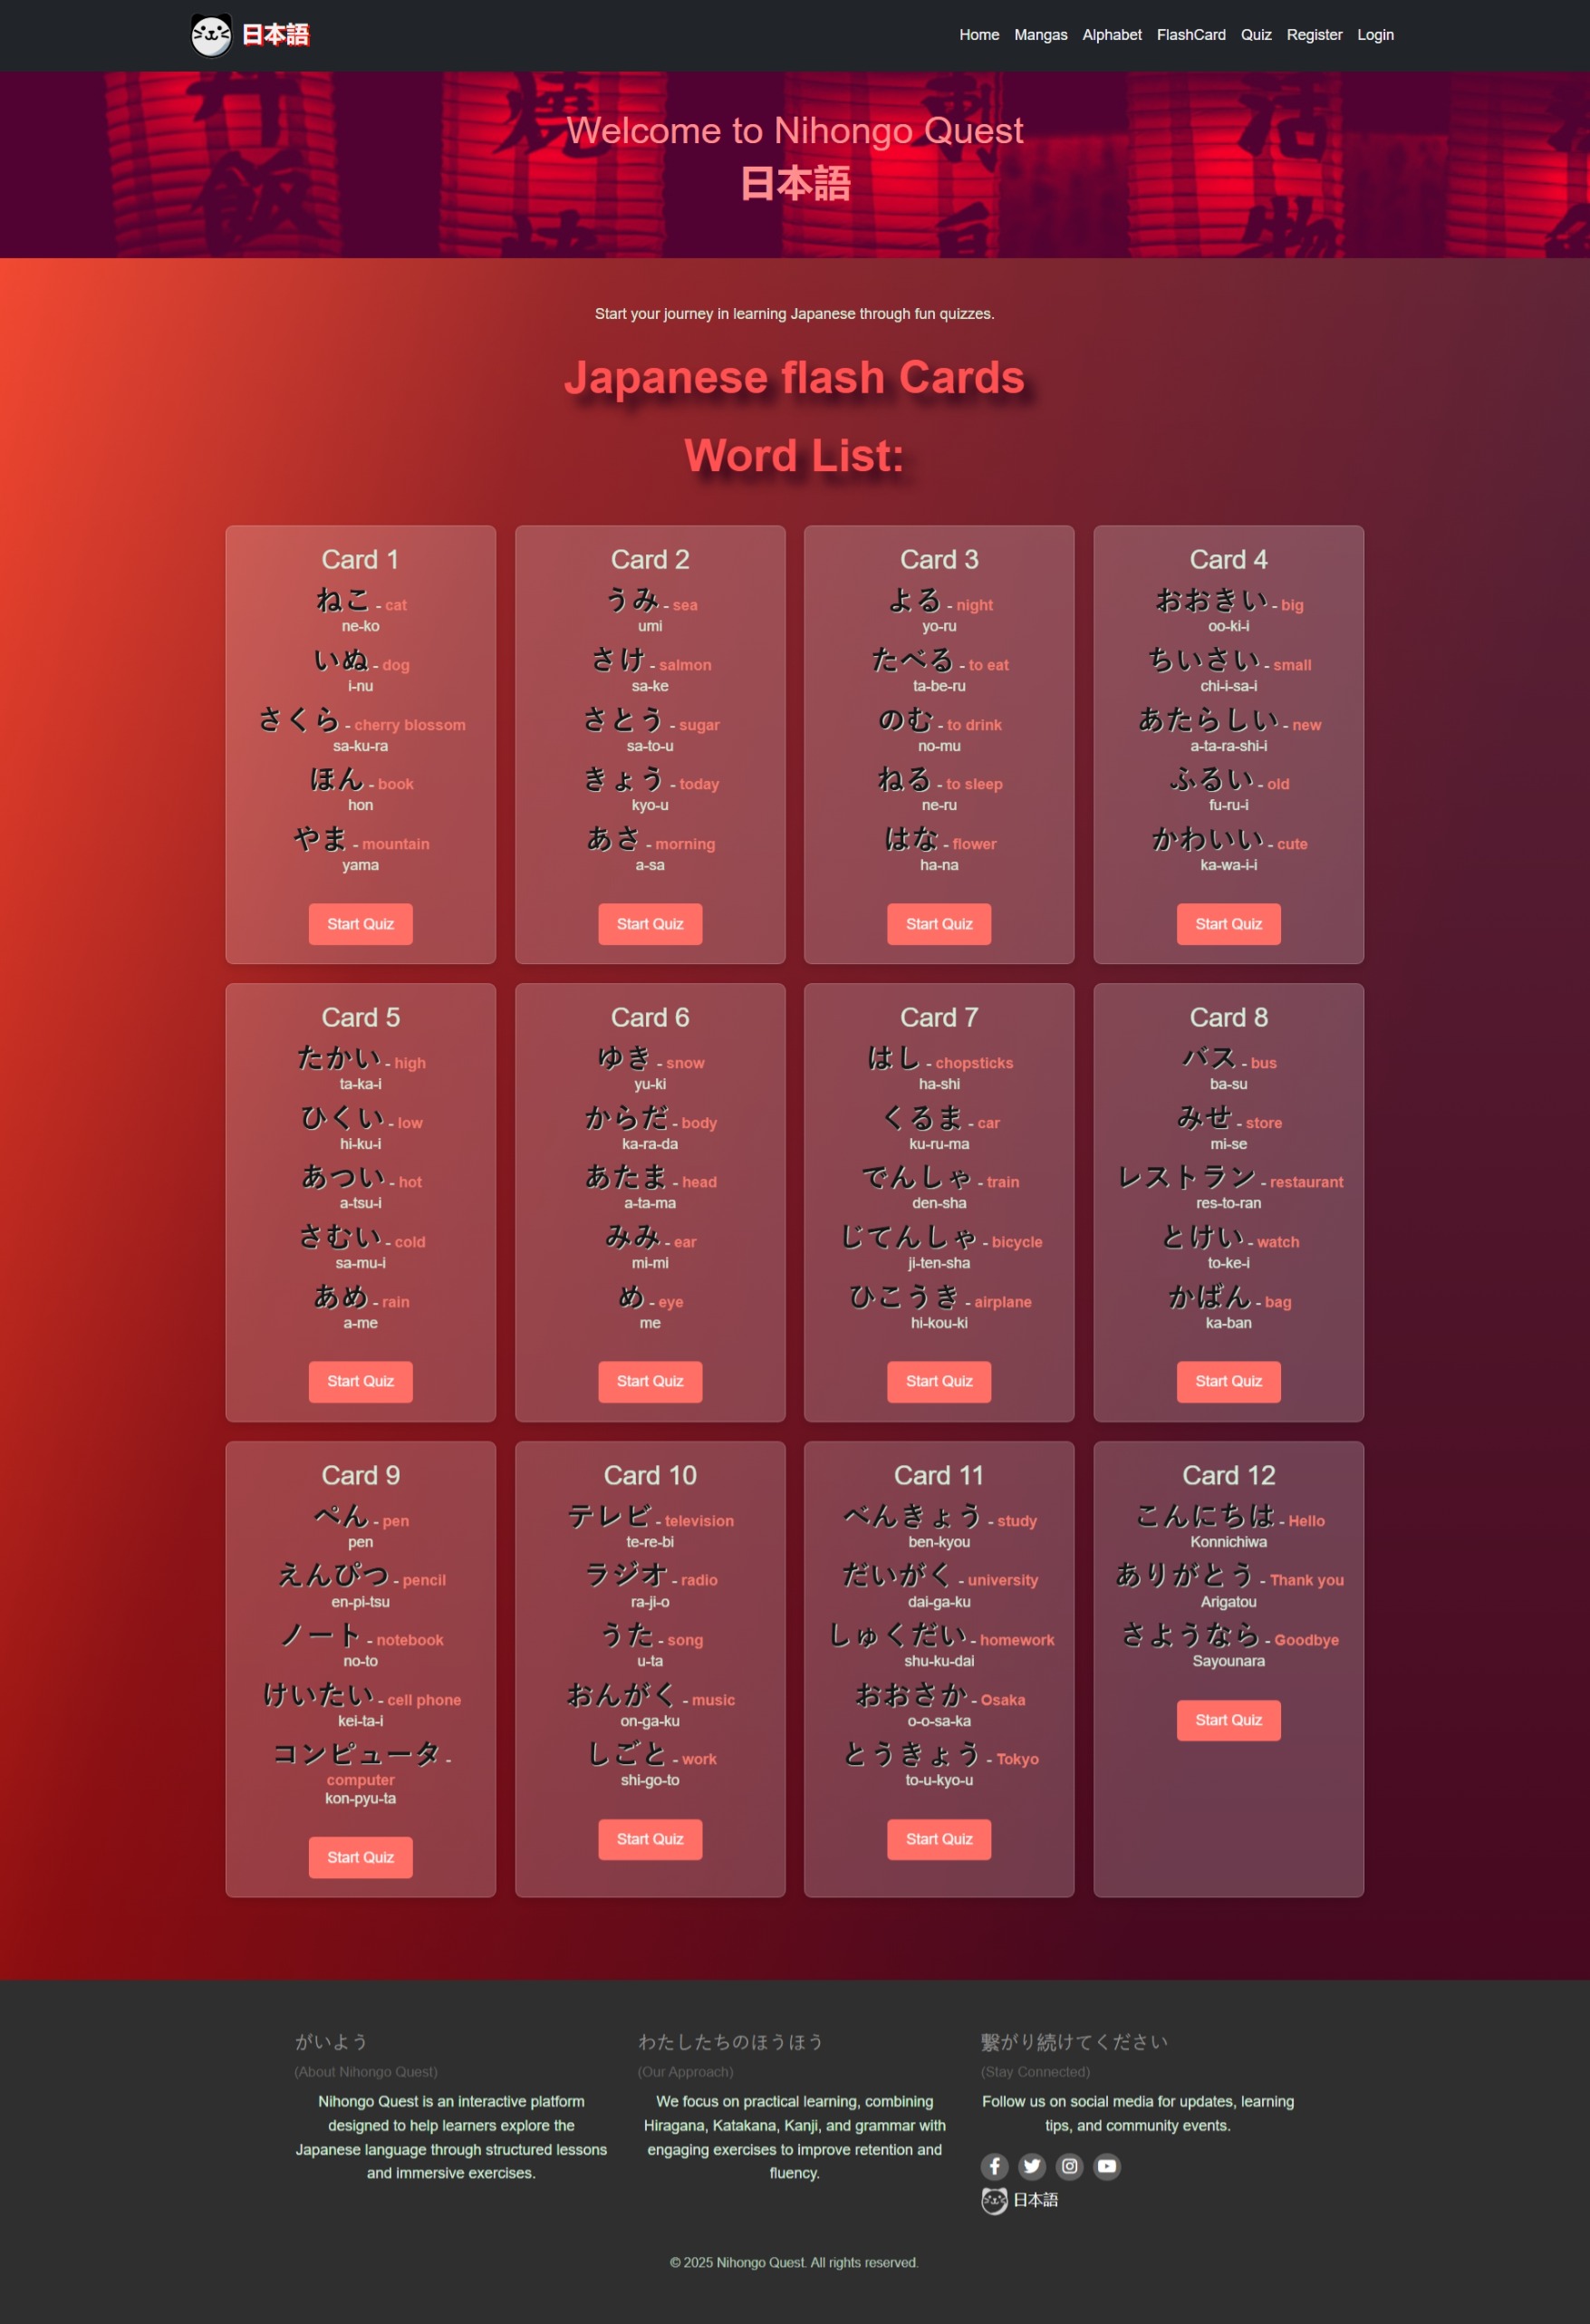 日本語
Home Mangas Alphabet FlashCard Quiz Register Login
Welcome to Nihongo Quest
日本語
Start your journey in learning Japanese through fun quizzes.
Japanese flash Cards
Word List:
Card 1
ねこ - cat
ne-ko
いぬ - dog
i-nu
さくら - cherry blossom
sa-ku-ra
ほん - book
hon
やま - mountain
yama
Start Quiz
Card 2
うみ - sea
umi
さけ - salmon
sa-ke
さとう - sugar
sa-to-u
きょう - today
kyo-u
あさ - morning
a-sa
Start Quiz
Card 3
よる - night
yo-ru
たべる - to eat
ta-be-ru
のむ - to drink
no-mu
ねる - to sleep
ne-ru
はな - flower
ha-na
Start Quiz
Card 4
おおきい - big
oo-ki-i
ちいさい - small
chi-i-sa-i
あたらしい - new
a-ta-ra-shi-i
ふるい - old
fu-ru-i
かわいい - cute
ka-wa-i-i
Start Quiz
Card 5
たかい - high
ta-ka-i
ひくい - low
hi-ku-i
あつい - hot
a-tsu-i
さむい - cold
sa-mu-i
あめ - rain
a-me
Start Quiz
Card 6
ゆき - snow
yu-ki
からだ - body
ka-ra-da
あたま - head
a-ta-ma
みみ - ear
mi-mi
め - eye
me
Start Quiz
Card 7
はし - chopsticks
ha-shi
くるま - car
ku-ru-ma
でんしゃ - train
den-sha
じてんしゃ - bicycle
ji-ten-sha
ひこうき - airplane
hi-kou-ki
Start Quiz
Card 8
バス - bus
ba-su
みせ - store
mi-se
レストラン - restaurant
res-to-ran
とけい - watch
to-ke-i
かばん - bag
ka-ban
Start Quiz
Card 9
ぺん - pen
pen
えんぴつ - pencil
en-pi-tsu
ノート - notebook
no-to
けいたい - cell phone
kei-ta-i
コンピュータ -
computer
kon-pyu-ta
Start Quiz
Card 10
テレビ - television
te-re-bi
ラジオ - radio
ra-ji-o
うた - song
u-ta
おんがく - music
on-ga-ku
しごと - work
shi-go-to
Start Quiz
Card 11
べんきょう - study
ben-kyou
だいがく - university
dai-ga-ku
しゅくだい - homework
shu-ku-dai
おおさか - Osaka
o-o-sa-ka
とうきょう - Tokyo
to-u-kyo-u
Start Quiz
Card 12
こんにちは - Hello
Konnichiwa
ありがとう - Thank you
Arigatou
さようなら - Goodbye
Sayounara
Start Quiz
がいよう
(About Nihongo Quest)
Nihongo Quest is an interactive platform
designed to help learners explore the
Japanese language through structured lessons
and immersive exercises.
わたしたちのほうほう
(Our Approach)
We focus on practical learning, combining
Hiragana, Katakana, Kanji, and grammar with
engaging exercises to improve retention and
fluency.
繋がり続けてください
(Stay Connected)
Follow us on social media for updates, learning
tips, and community events.
日本語
© 2025 Nihongo Quest. All rights reserved.